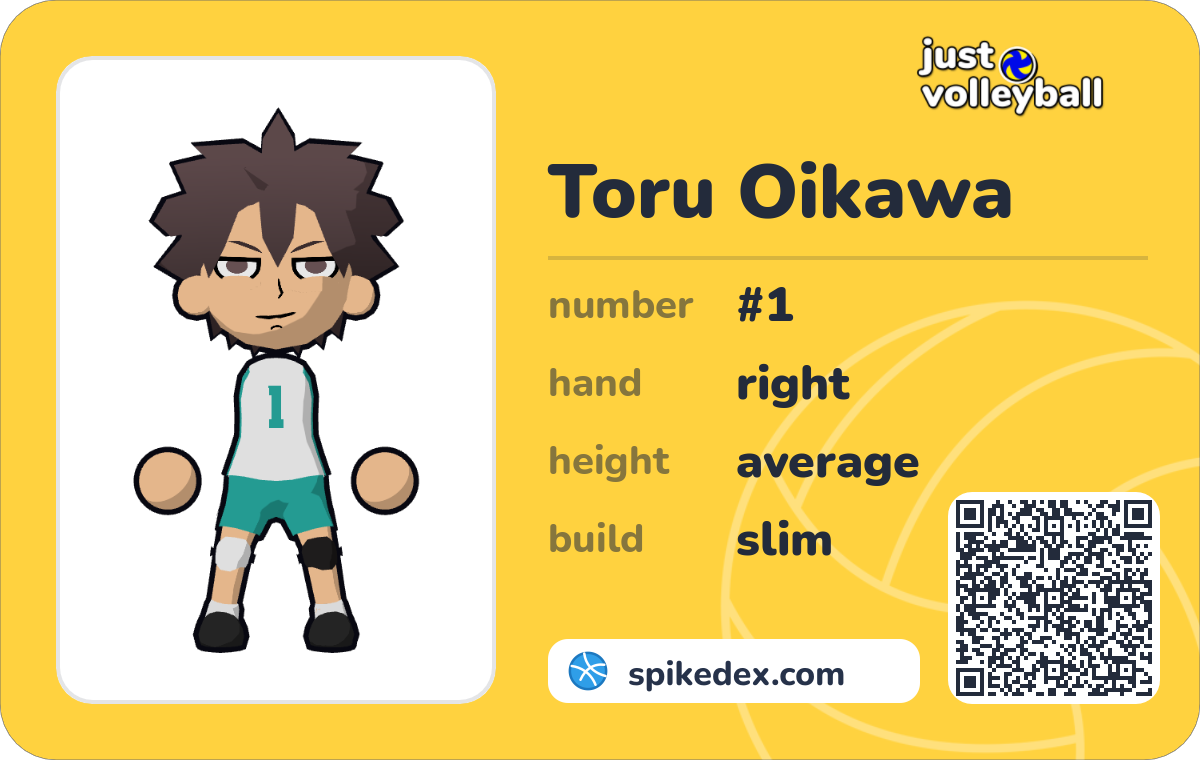 just
volleyball
Toru Oikawa
number #1
hand right
height average
build slim
1
spikedex.com